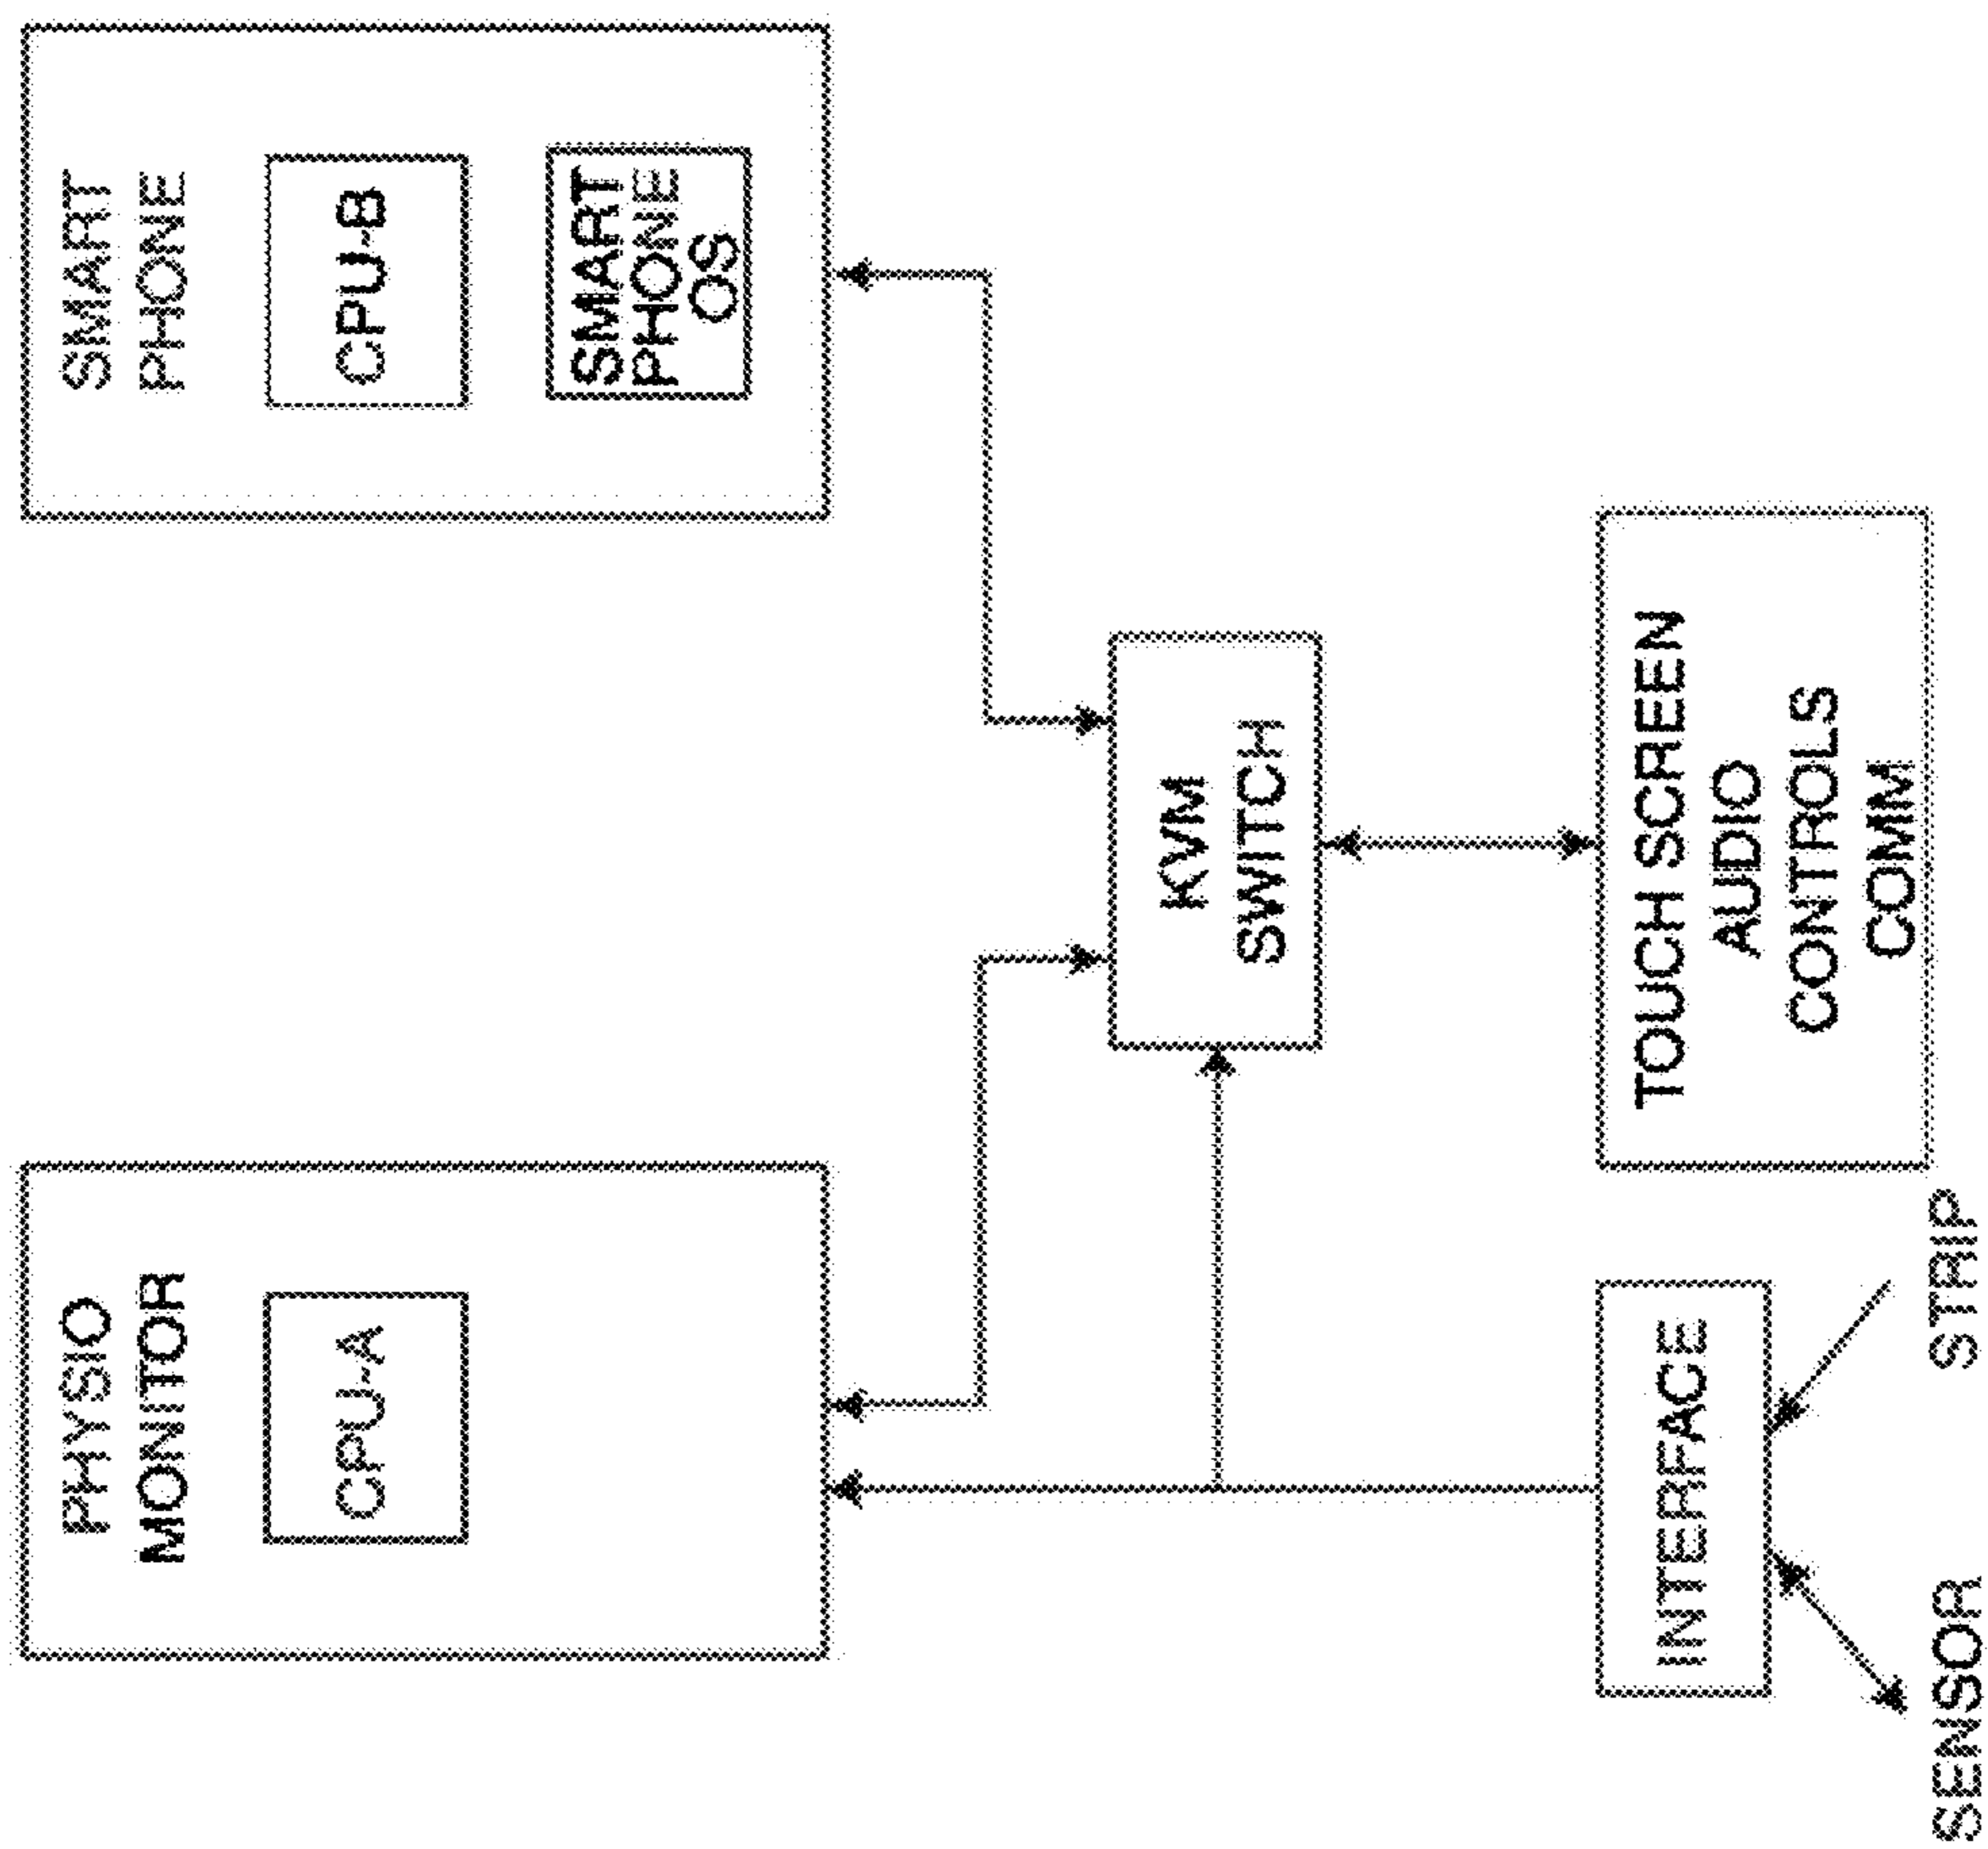 PHYSIO
MONITOR
CPU-A
SMART
PHONE
CPU-B
SMART
PHONE
OS
KVM
SWITCH
INTERFACE
TOUCH SCREEN
AUDIO
CONTROLS
COMM
SENSOR
STRIP